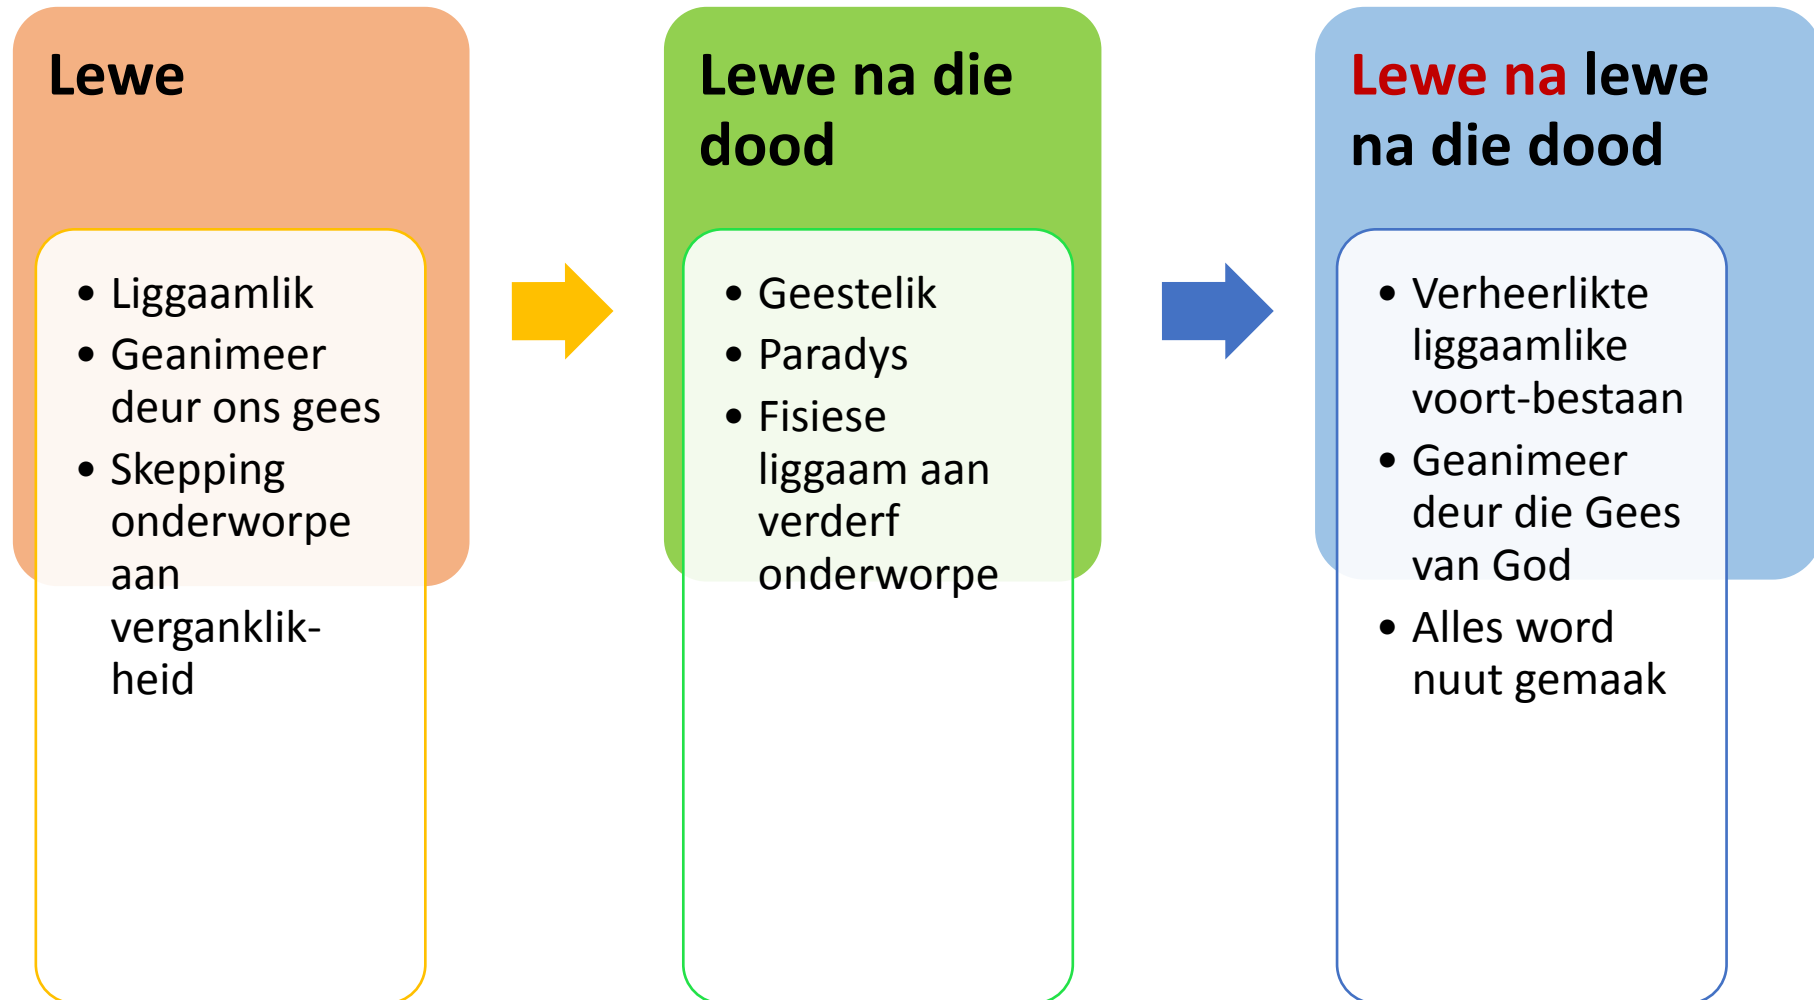 Lewe
• Liggaamlik
• Geanimeer
deur ons gees
• Skepping
onderworpe
aan
verganklik-
heid
Lewe na die
dood
• Geestelik
• Paradys
• Fisiese
liggaam aan
verderf
onderworpe
Lewe na lewe
na die dood
• Verheerlikte
liggaamlike
voort-bestaan
• Geanimeer
deur die Gees
van God
• Alles word
nuut gemaak